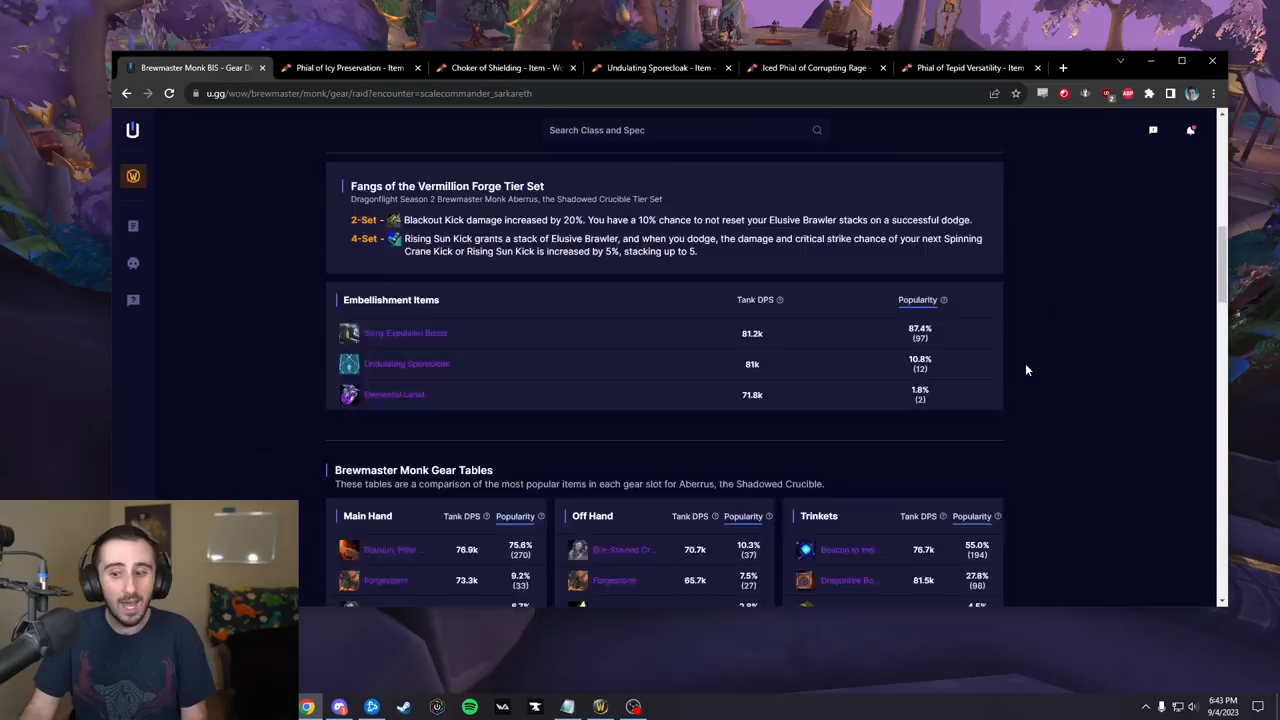 Brewmaster Monk BIS - Gear D
Phial of Icy Preservation - Item
Choker of Shielding - Item - Wo
Undulating Sporecloak - Item -
Iced Phial of Corrupting Rage -
Phial of Tepid Versatility - Item
u.gg/wow/brewmaster/monk/gear/raid?encounter=scalecommander_sarkareth
Search Class and Spec
Fangs of the Vermillion Forge Tier Set
Dragonflight Season 2 Brewmaster Monk Aberrus, the Shadowed Crucible Tier Set
2-Set - Blackout Kick damage increased by 20%. You have a 10% chance to not reset your Elusive Brawler stacks on a successful dodge.
4-Set - Rising Sun Kick grants a stack of Elusive Brawler, and when you dodge, the damage and critical strike chance of your next Spinning
Crane Kick or Rising Sun Kick is increased by 5%, stacking up to 5.
Embellishment Items Tank DPS Popularity
Slimy Expulsion Boots 81.2k 87.4% (97)
Undulating Sporecloak 81k 10.8% (12)
Elemental Lariat 71.8k 1.8% (2)
Brewmaster Monk Gear Tables
These tables are a comparison of the most popular items in each gear slot for Aberrus, the Shadowed Crucible.
Main Hand Tank DPS Popularity
76.9k 55.6% (270)
Forgestorm 73.3k 9.2% (33)
Off Hand Tank DPS Popularity
70.7k 10.3% (37)
Forgestorm 65.7k 7.5% (27)
Trinkets Tank DPS Popularity
Beacon to the... 76.7k 55.0% (194)
Dragonfire Bo... 81.5k 27.8% (98)
6:43 PM
9/4/2023